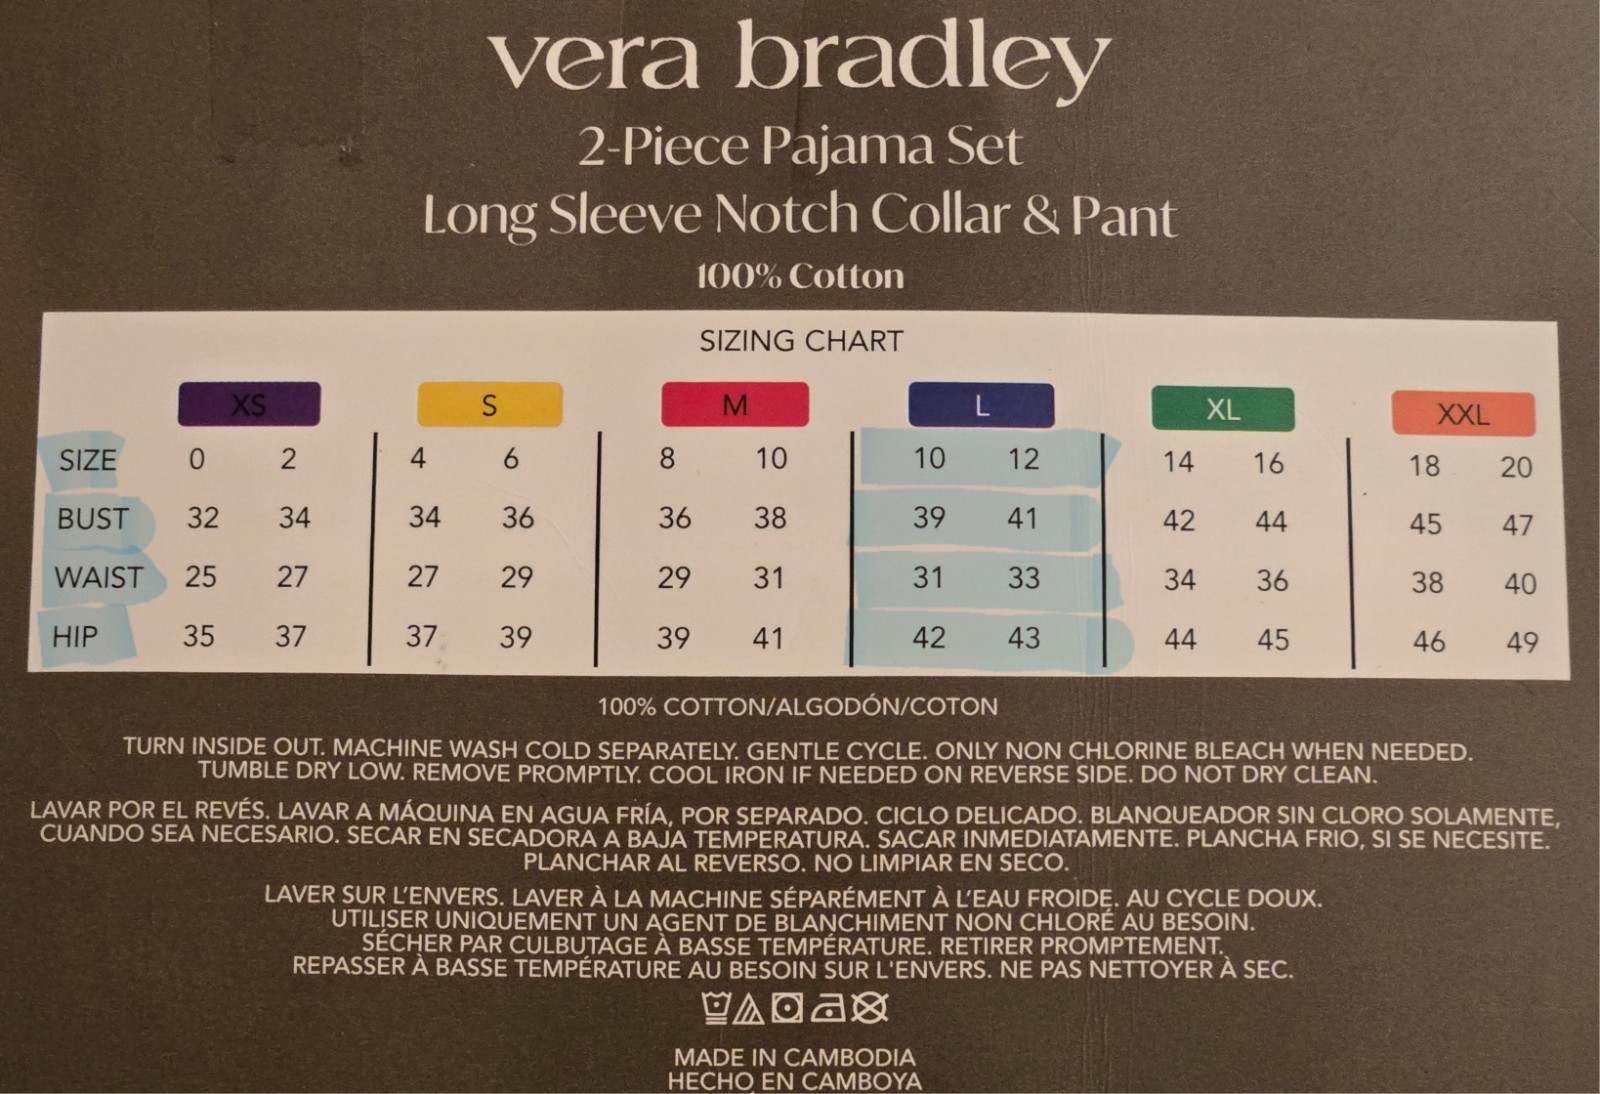 vera bradley
2-Piece Pajama Set
Long Sleeve Notch Collar & Pant
100% Cotton
SIZING CHART
XS S M L XL XXL
SIZE 0 2 4 6 8 10 10 12 14 16 18 20
BUST 32 34 34 36 36 38 39 41 42 44 45 47
WAIST 25 27 27 29 29 31 31 33 34 36 38 40
HIP 35 37 37 39 39 41 42 43 44 45 46 49
100% COTTON/ALGODÓN/COTON
TURN INSIDE OUT. MACHINE WASH COLD SEPARATELY. GENTLE CYCLE. ONLY NON CHLORINE BLEACH WHEN NEEDED.
TUMBLE DRY LOW. REMOVE PROMPTLY. COOL IRON IF NEEDED ON REVERSE SIDE. DO NOT DRY CLEAN.
LAVAR POR EL REVÉS. LAVAR A MÁQUINA EN AGUA FRÍA, POR SEPARADO. CICLO DELICADO. BLANQUEADOR SIN CLORO SOLAMENTE,
CUANDO SEA NECESARIO. SECAR EN SECADORA A BAJA TEMPERATURA. SACAR INMEDIATAMENTE. PLANCHA FRIO, SI SE NECESITE.
PLANCHAR AL REVERSO. NO LIMPIAR EN SECO.
LAVER SUR L'ENVERS. LAVER À LA MACHINE SÉPARÉMENT À L'EAU FROIDE. AU CYCLE DOUX.
UTILISER UNIQUEMENT UN AGENT DE BLANCHIMENT NON CHLORÉ AU BESOIN.
SÉCHER PAR CULBUTAGE À BASSE TEMPÉRATURE. RETIRER PROMPTEMENT.
REPASSER À BASSE TEMPÉRATURE AU BESOIN SUR L'ENVERS. NE PAS NETTOYER À SEC.
MADE IN CAMBODIA
HECHO EN CAMBOYA